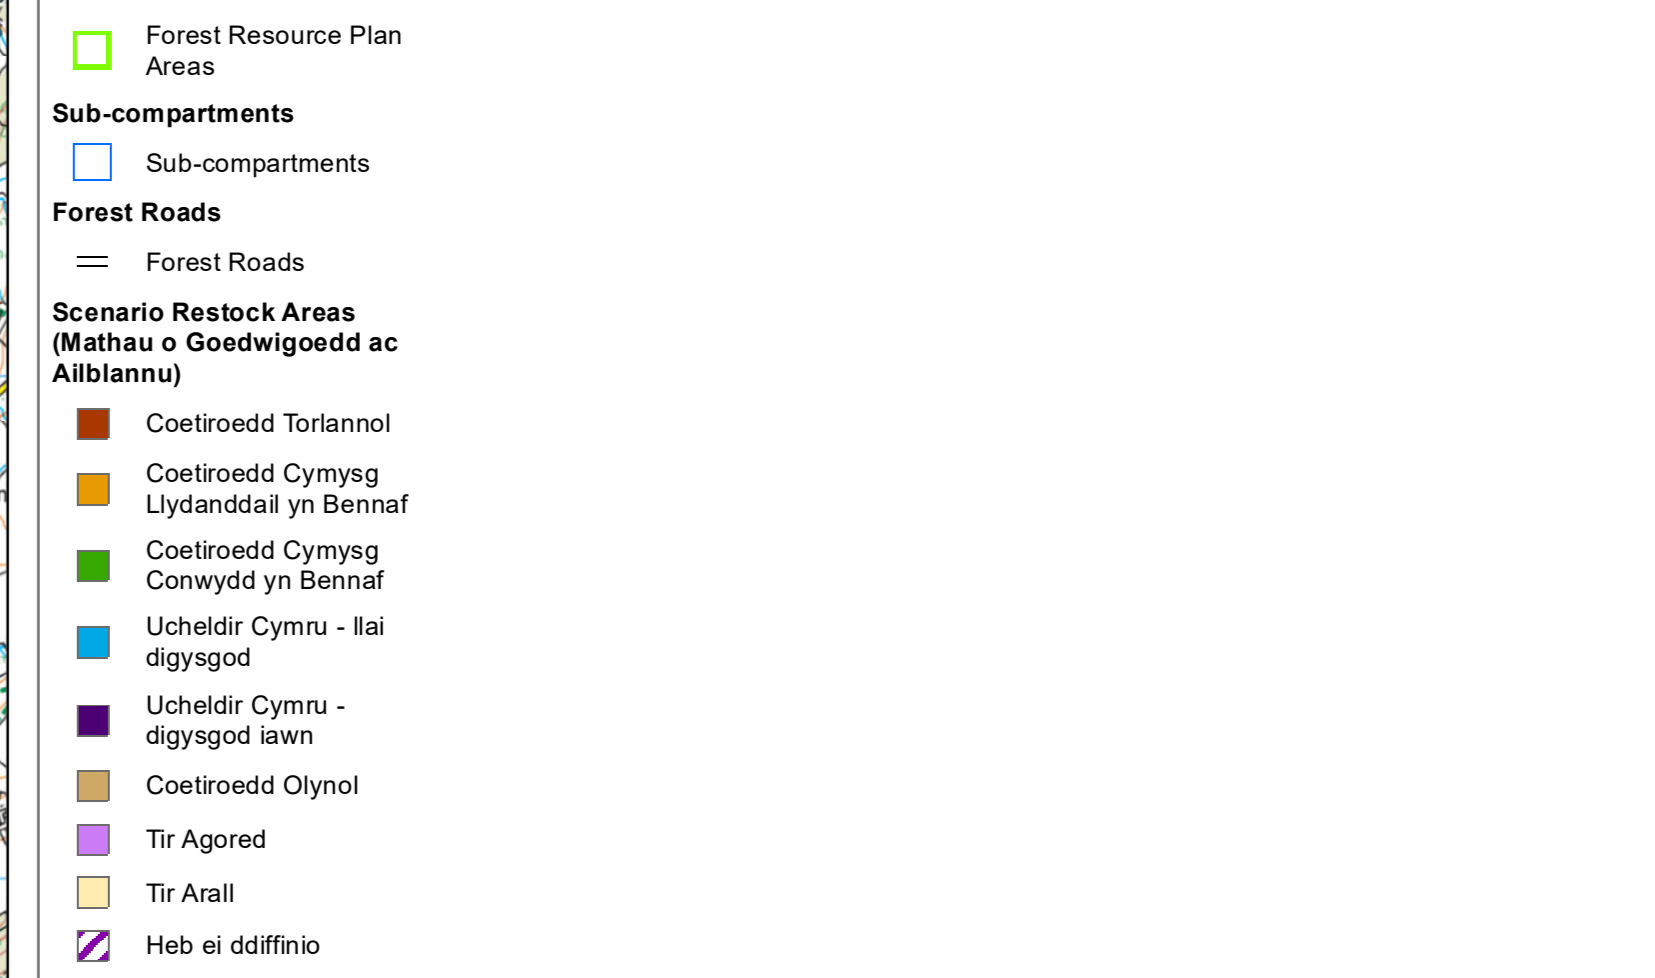 Forest Resource Plan
Areas
Sub-compartments
Sub-compartments
Forest Roads
Forest Roads
Scenario Restock Areas
(Mathau o Goedwigoedd ac
Ailblannu)
Coetiroedd Torlannol
Coetiroedd Cymysg
Llydanddail yn Bennaf
Coetiroedd Cymysg
Conwydd yn Bennaf
Ucheldir Cymru - llai
digysgod
Ucheldir Cymru -
digysgod iawn
Coetiroedd Olynol
Tir Agored
Tir Arall
Heb ei ddiffinio